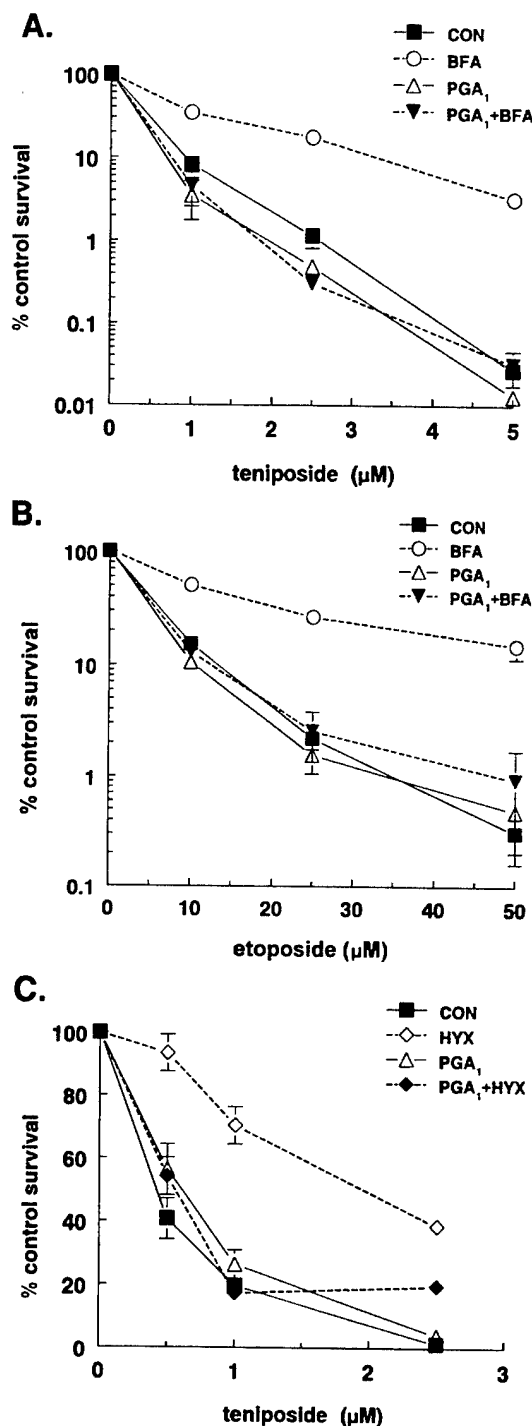 A.
CON
BFA
PGA₁
PGA₁+BFA
% control survival
100
10
1
0.1
0.01
0 1 2 3 4 5
teniposide (µM)
B.
CON
BFA
PGA₁
PGA₁+BFA
% control survival
100
10
1
0.1
0 10 20 30 40 50
etoposide (µM)
C.
CON
HYX
PGA₁
PGA₁+HYX
% control survival
100
80
60
40
20
0
0 1 2 3
teniposide (µM)